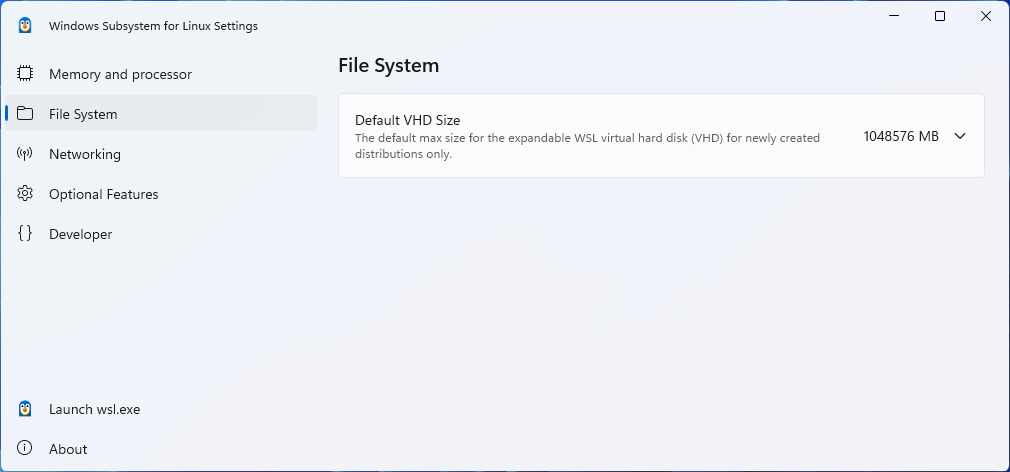 Windows Subsystem for Linux Settings
Memory and processor
File System
Networking
Optional Features
Developer
Launch wsl.exe
About
File System
Default VHD Size
The default max size for the expandable WSL virtual hard disk (VHD) for newly created
distributions only.
1048576 MB